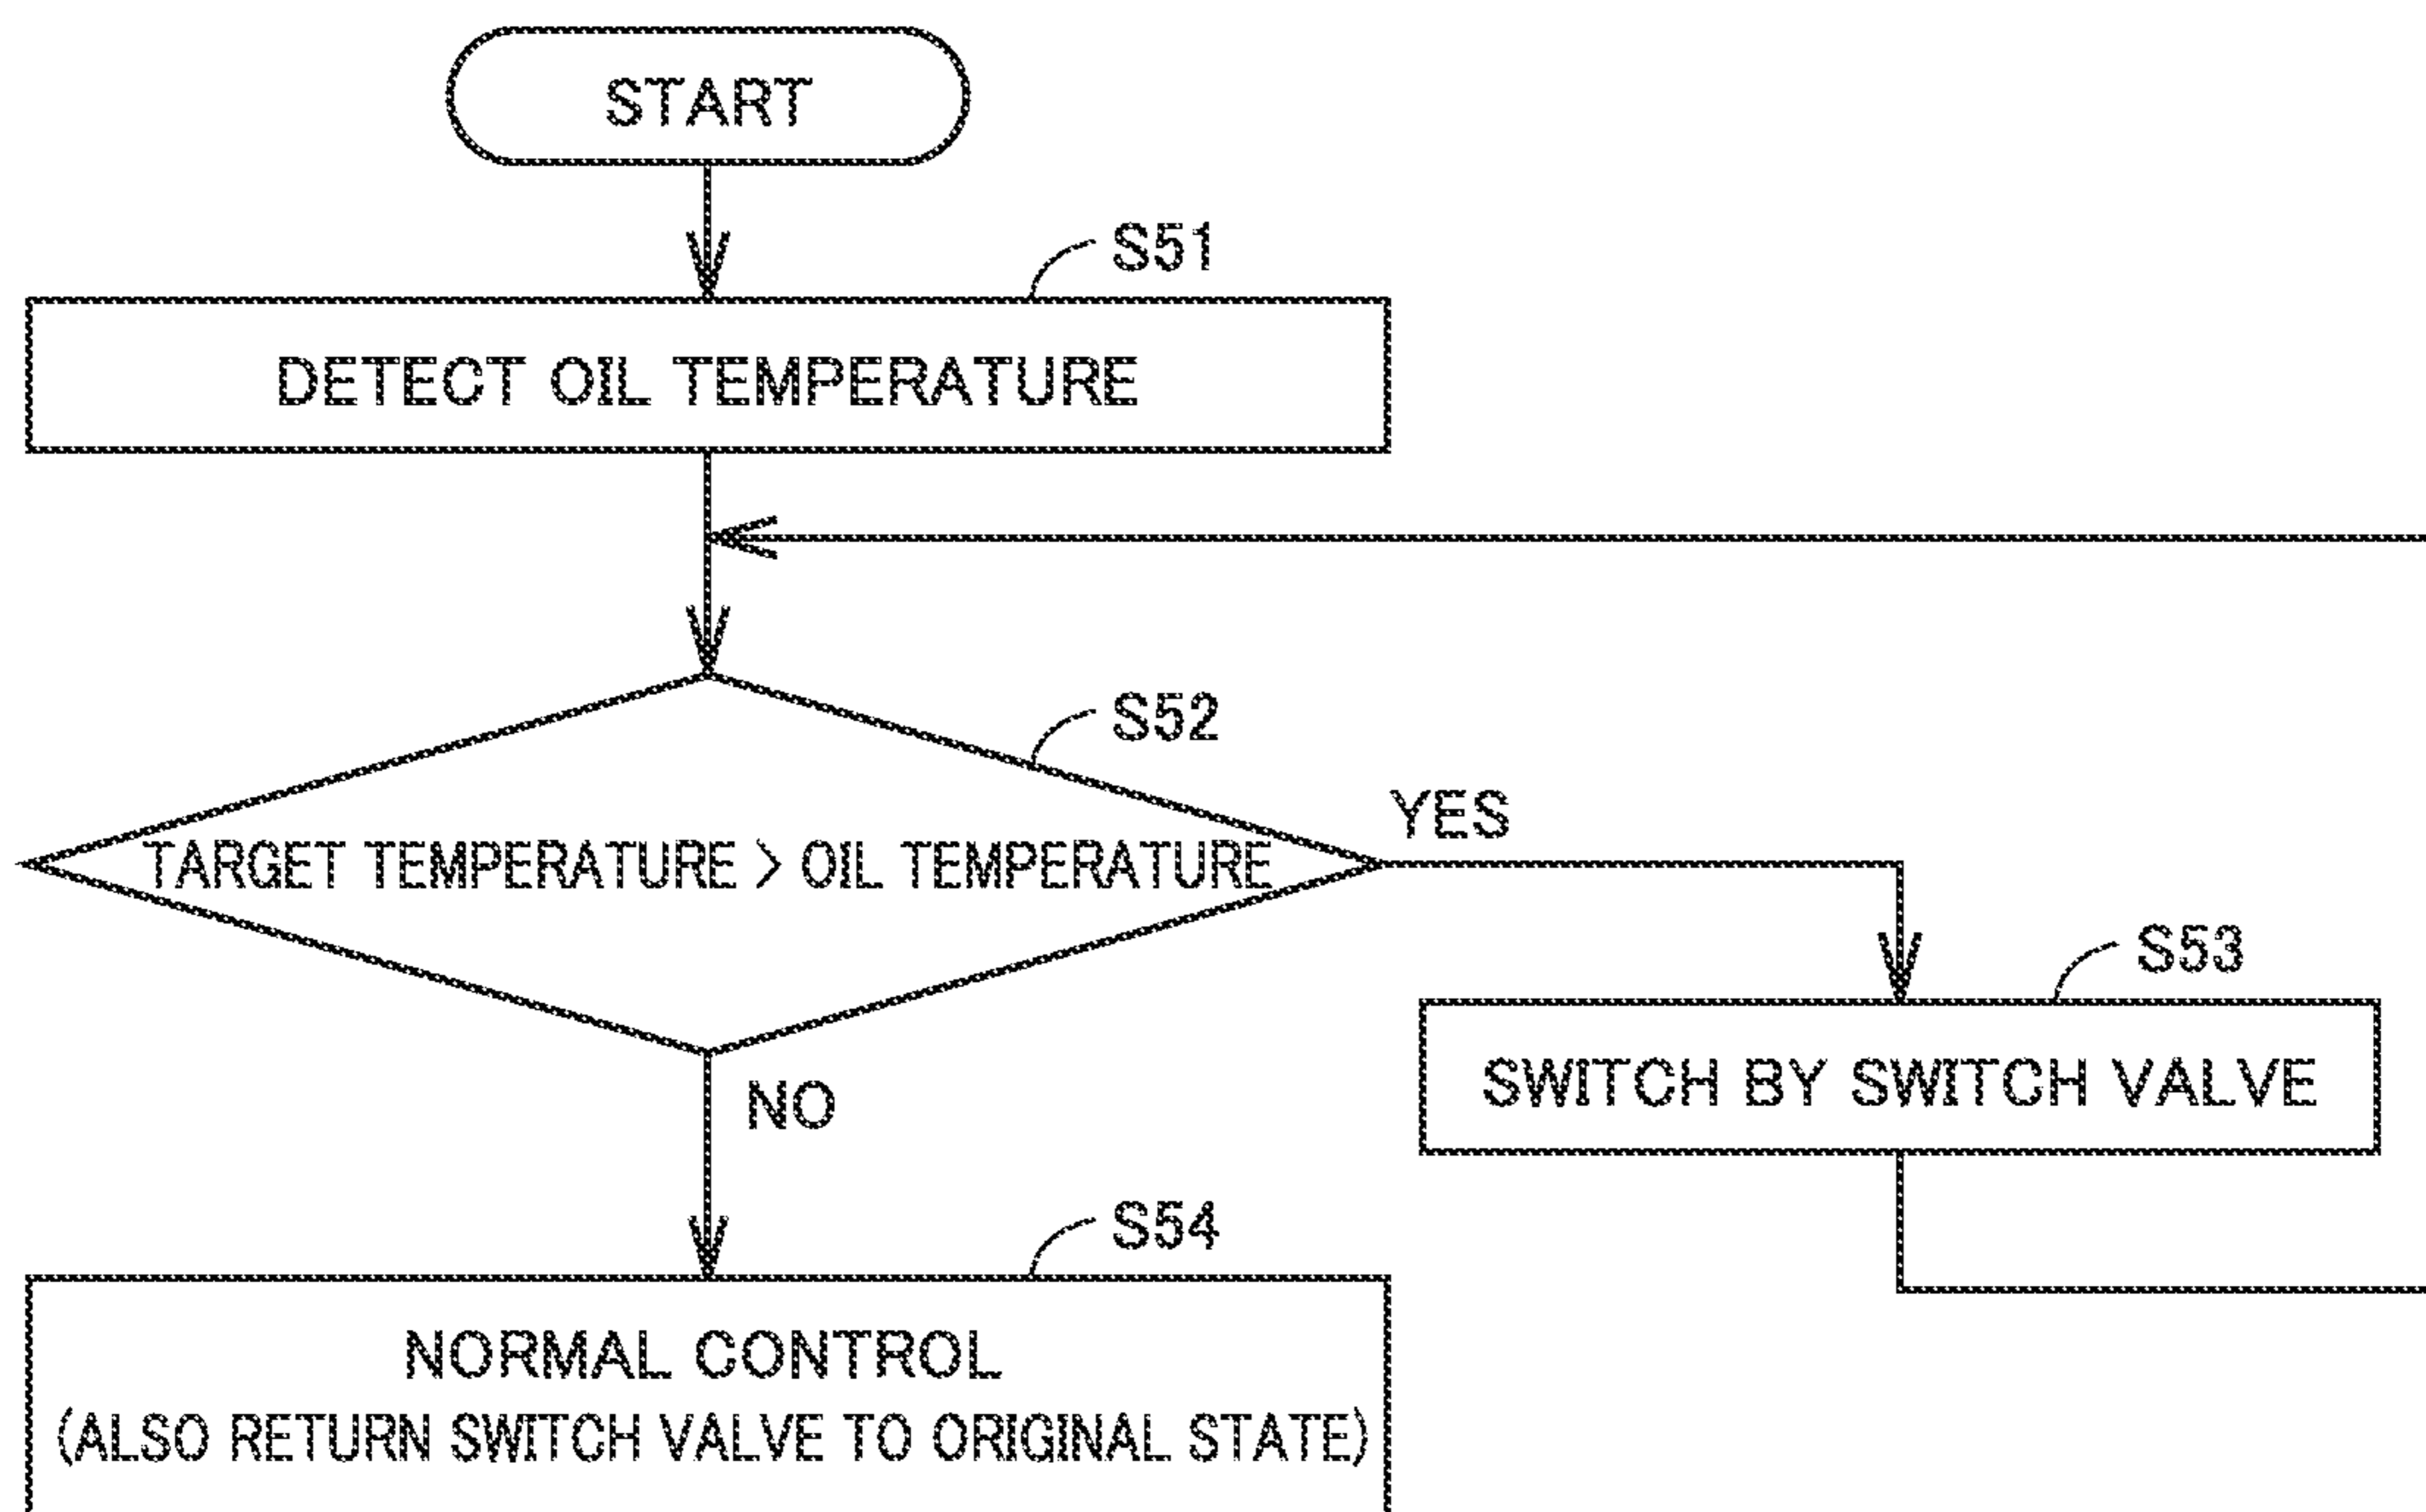 START
S51
DETECT OIL TEMPERATURE
S52
YES
TARGET TEMPERATURE > OIL TEMPERATURE
S53
SWITCH BY SWITCH VALVE
NO
S54
NORMAL CONTROL
(ALSO RETURN SWITCH VALVE TO ORIGINAL STATE)